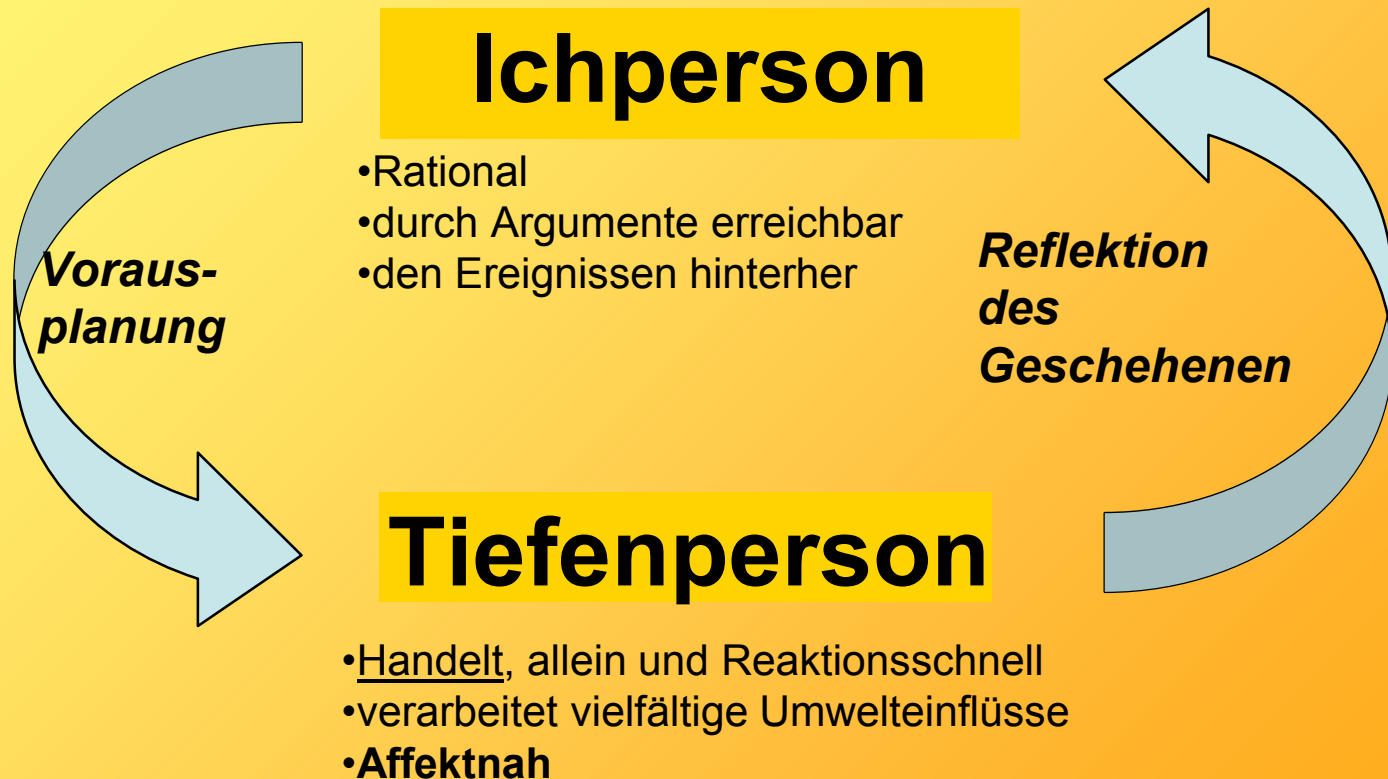 Ichperson
•Rational
•durch Argumente erreichbar
•den Ereignissen hinterher
Voraus-
planung
Reflektion
des
Geschehenen
Tiefenperson
•Handelt, allein und Reaktionsschnell
•verarbeitet vielfältige Umwelteinflüsse
•Affektnah